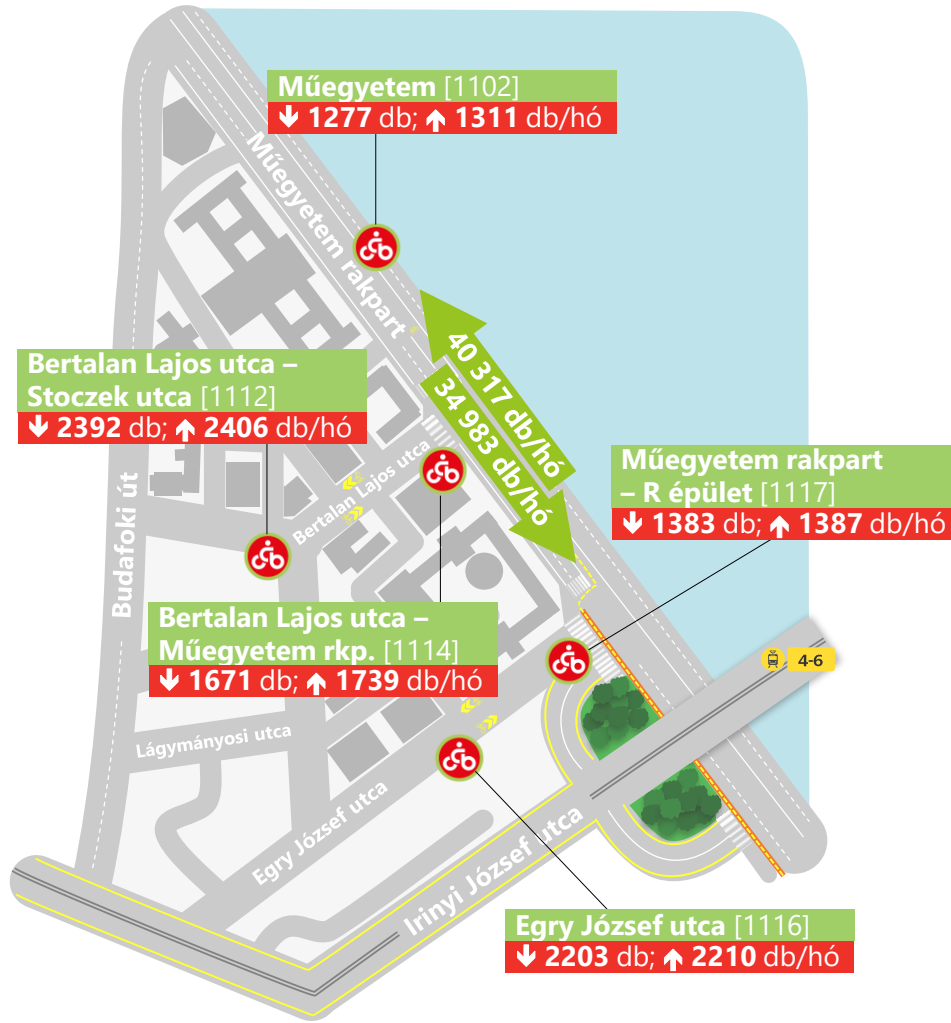 Műegyetem [1102]
🡫 1277 db; 🡩 1311 db/hó
Műegyetem rakpart
40 317 db/hó
34 983 db/hó
Bertalan Lajos utca –
Stoczek utca [1112]
🡫 2392 db; 🡩 2406 db/hó
Bertalan Lajos utca
Műegyetem rakpart
– R épület [1117]
🡫 1383 db; 🡩 1387 db/hó
Budafoki út
Bertalan Lajos utca –
Műegyetem rkp. [1114]
🡫 1671 db; 🡩 1739 db/hó
4-6
Lágymányosi utca
Egry József utca
Irinyi József utca
Egry József utca [1116]
🡫 2203 db; 🡩 2210 db/hó